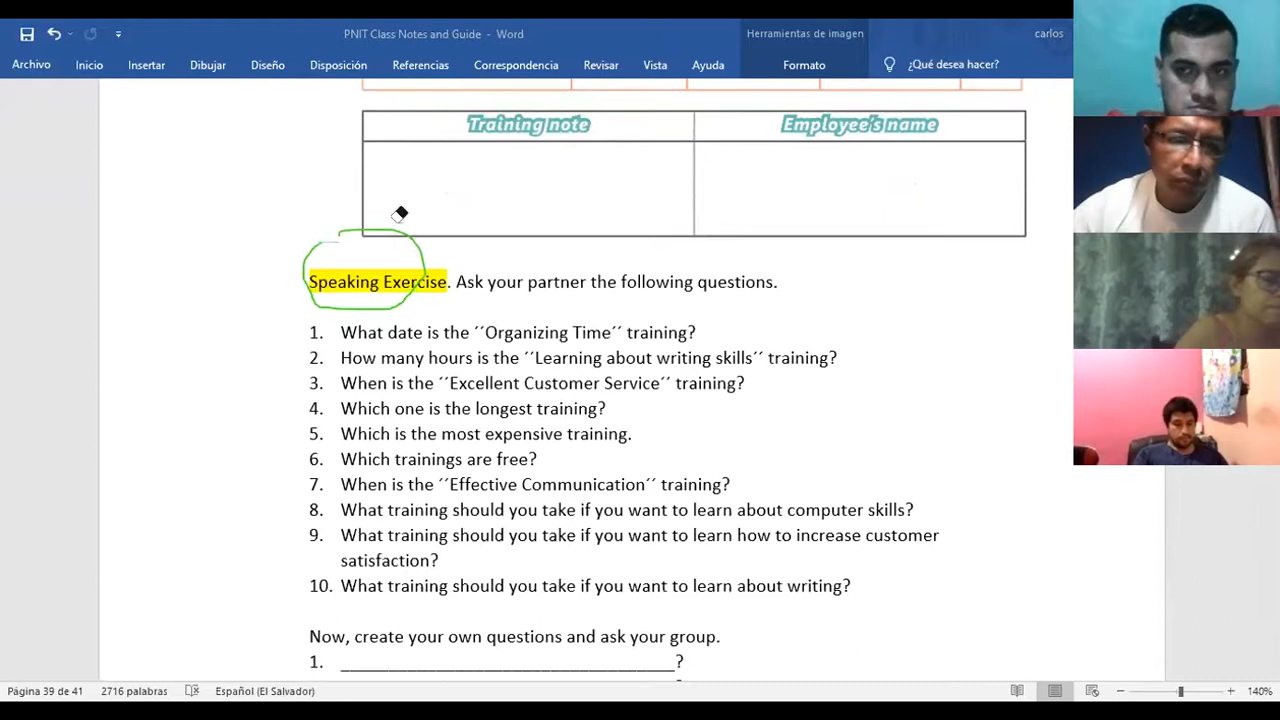 PNIT Class Notes and Guide - Word
Herramientas de imagen
carlos
Archivo Inicio Insertar Dibujar Diseño Disposición Referencias Correspondencia Revisar Vista Ayuda Formato ¿Qué desea hacer?
Training note Employee's name
Speaking Exercise. Ask your partner the following questions.
1. What date is the ´´Organizing Time´´ training?
2. How many hours is the ´´Learning about writing skills´´ training?
3. When is the ´´Excellent Customer Service´´ training?
4. Which one is the longest training?
5. Which is the most expensive training.
6. Which trainings are free?
7. When is the ´´Effective Communication´´ training?
8. What training should you take if you want to learn about computer skills?
9. What training should you take if you want to learn how to increase customer
satisfaction?
10. What training should you take if you want to learn about writing?
Now, create your own questions and ask your group.
1. ___________________________________?
Página 39 de 41 2716 palabras Español (El Salvador) 140%